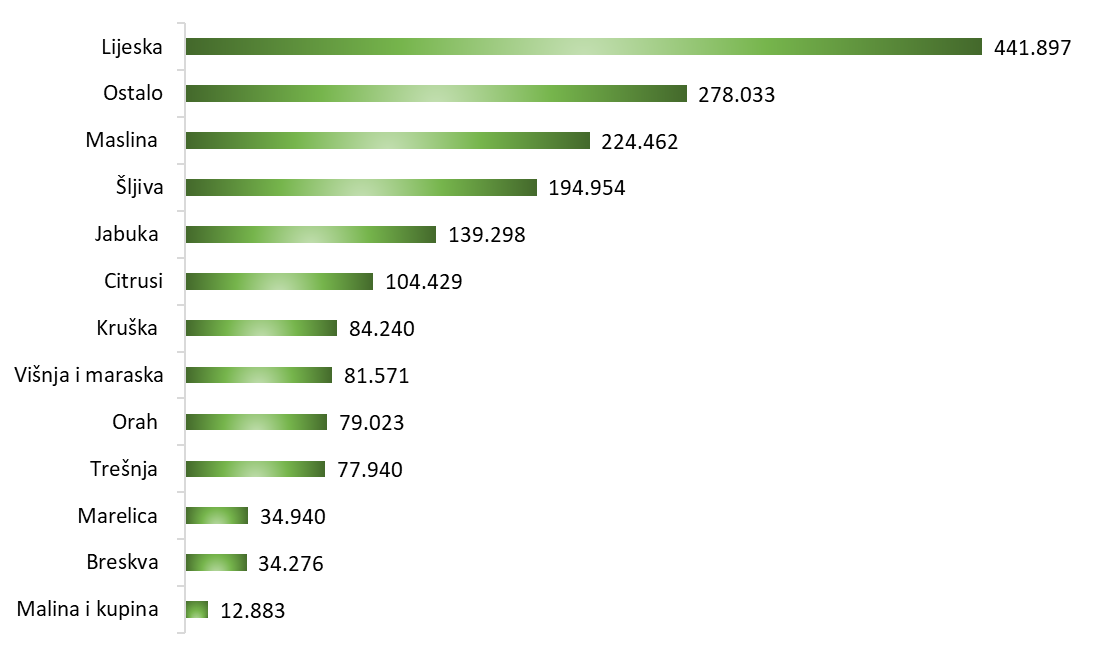 Lijeska 441.897
Ostalo 278.033
Maslina 224.462
Šljiva 194.954
Jabuka 139.298
Citrusi 104.429
Kruška 84.240
Višnja i maraska 81.571
Orah 79.023
Trešnja 77.940
Marelica 34.940
Breskva 34.276
Malina i kupina 12.883